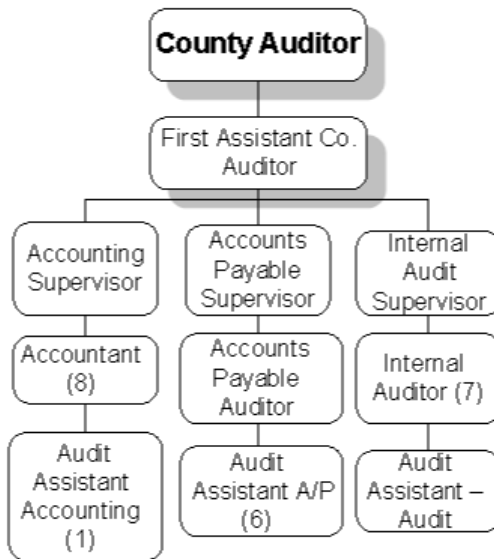 County Auditor
First Assistant Co.
Auditor
Accounting
Supervisor
Accounts
Payable
Supervisor
Internal
Audit
Supervisor
Accountant
(8)
Accounts
Payable
Auditor
Internal
Auditor (7)
Audit
Assistant
Accounting
(1)
Audit
Assistant A/P
(6)
Audit
Assistant –
Audit